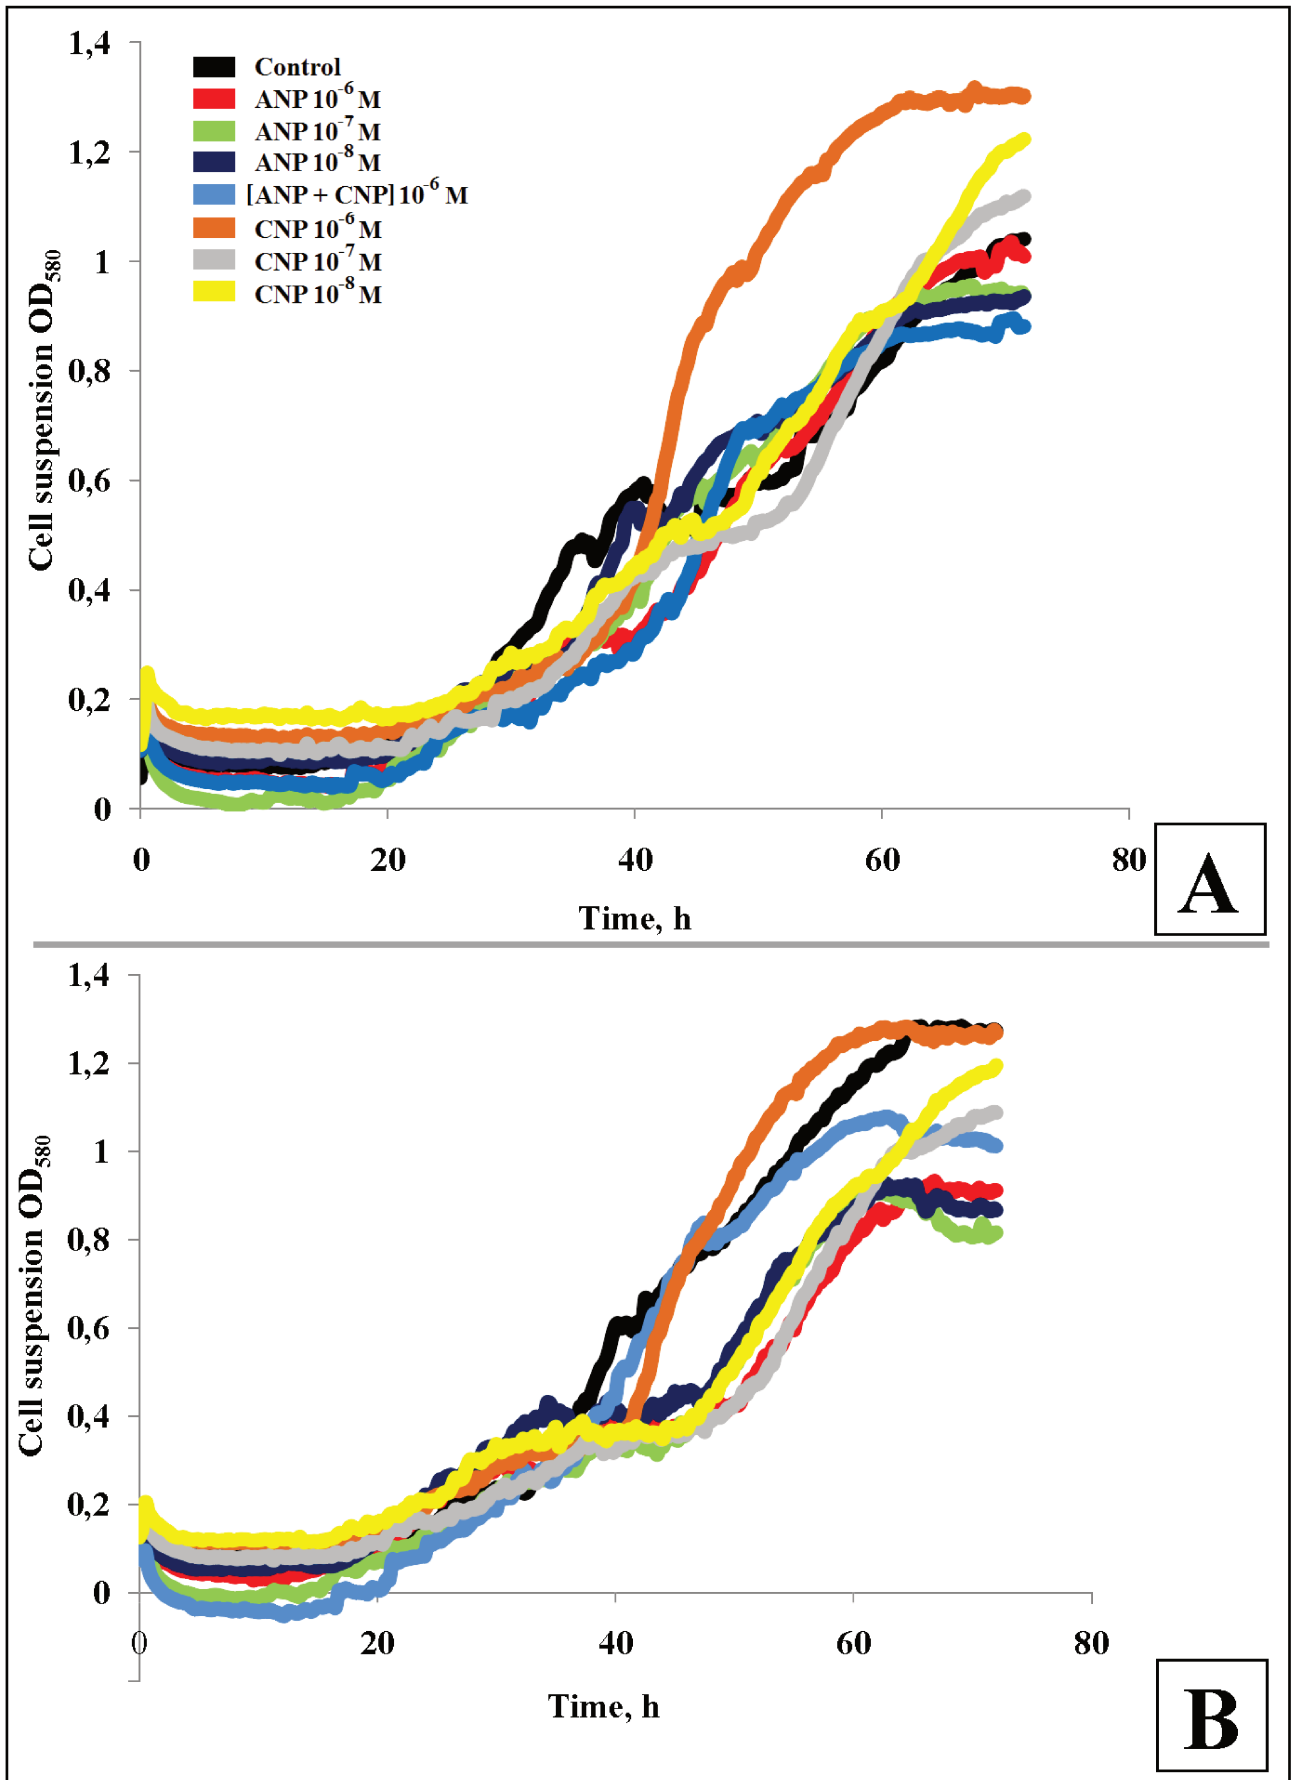 1,4
1,2
1
0,8
0,6
0,4
0,2
0
Cell suspension OD580
Control
ANP 10-6 M
ANP 10-7 M
ANP 10-8 M
[ANP + CNP] 10-6 M
CNP 10-6 M
CNP 10-7 M
CNP 10-8 M
0 20 40 60 80
Time, h
A
1,4
1,2
1
0,8
0,6
0,4
0,2
0
Cell suspension OD580
0 20 40 60 80
Time, h
B